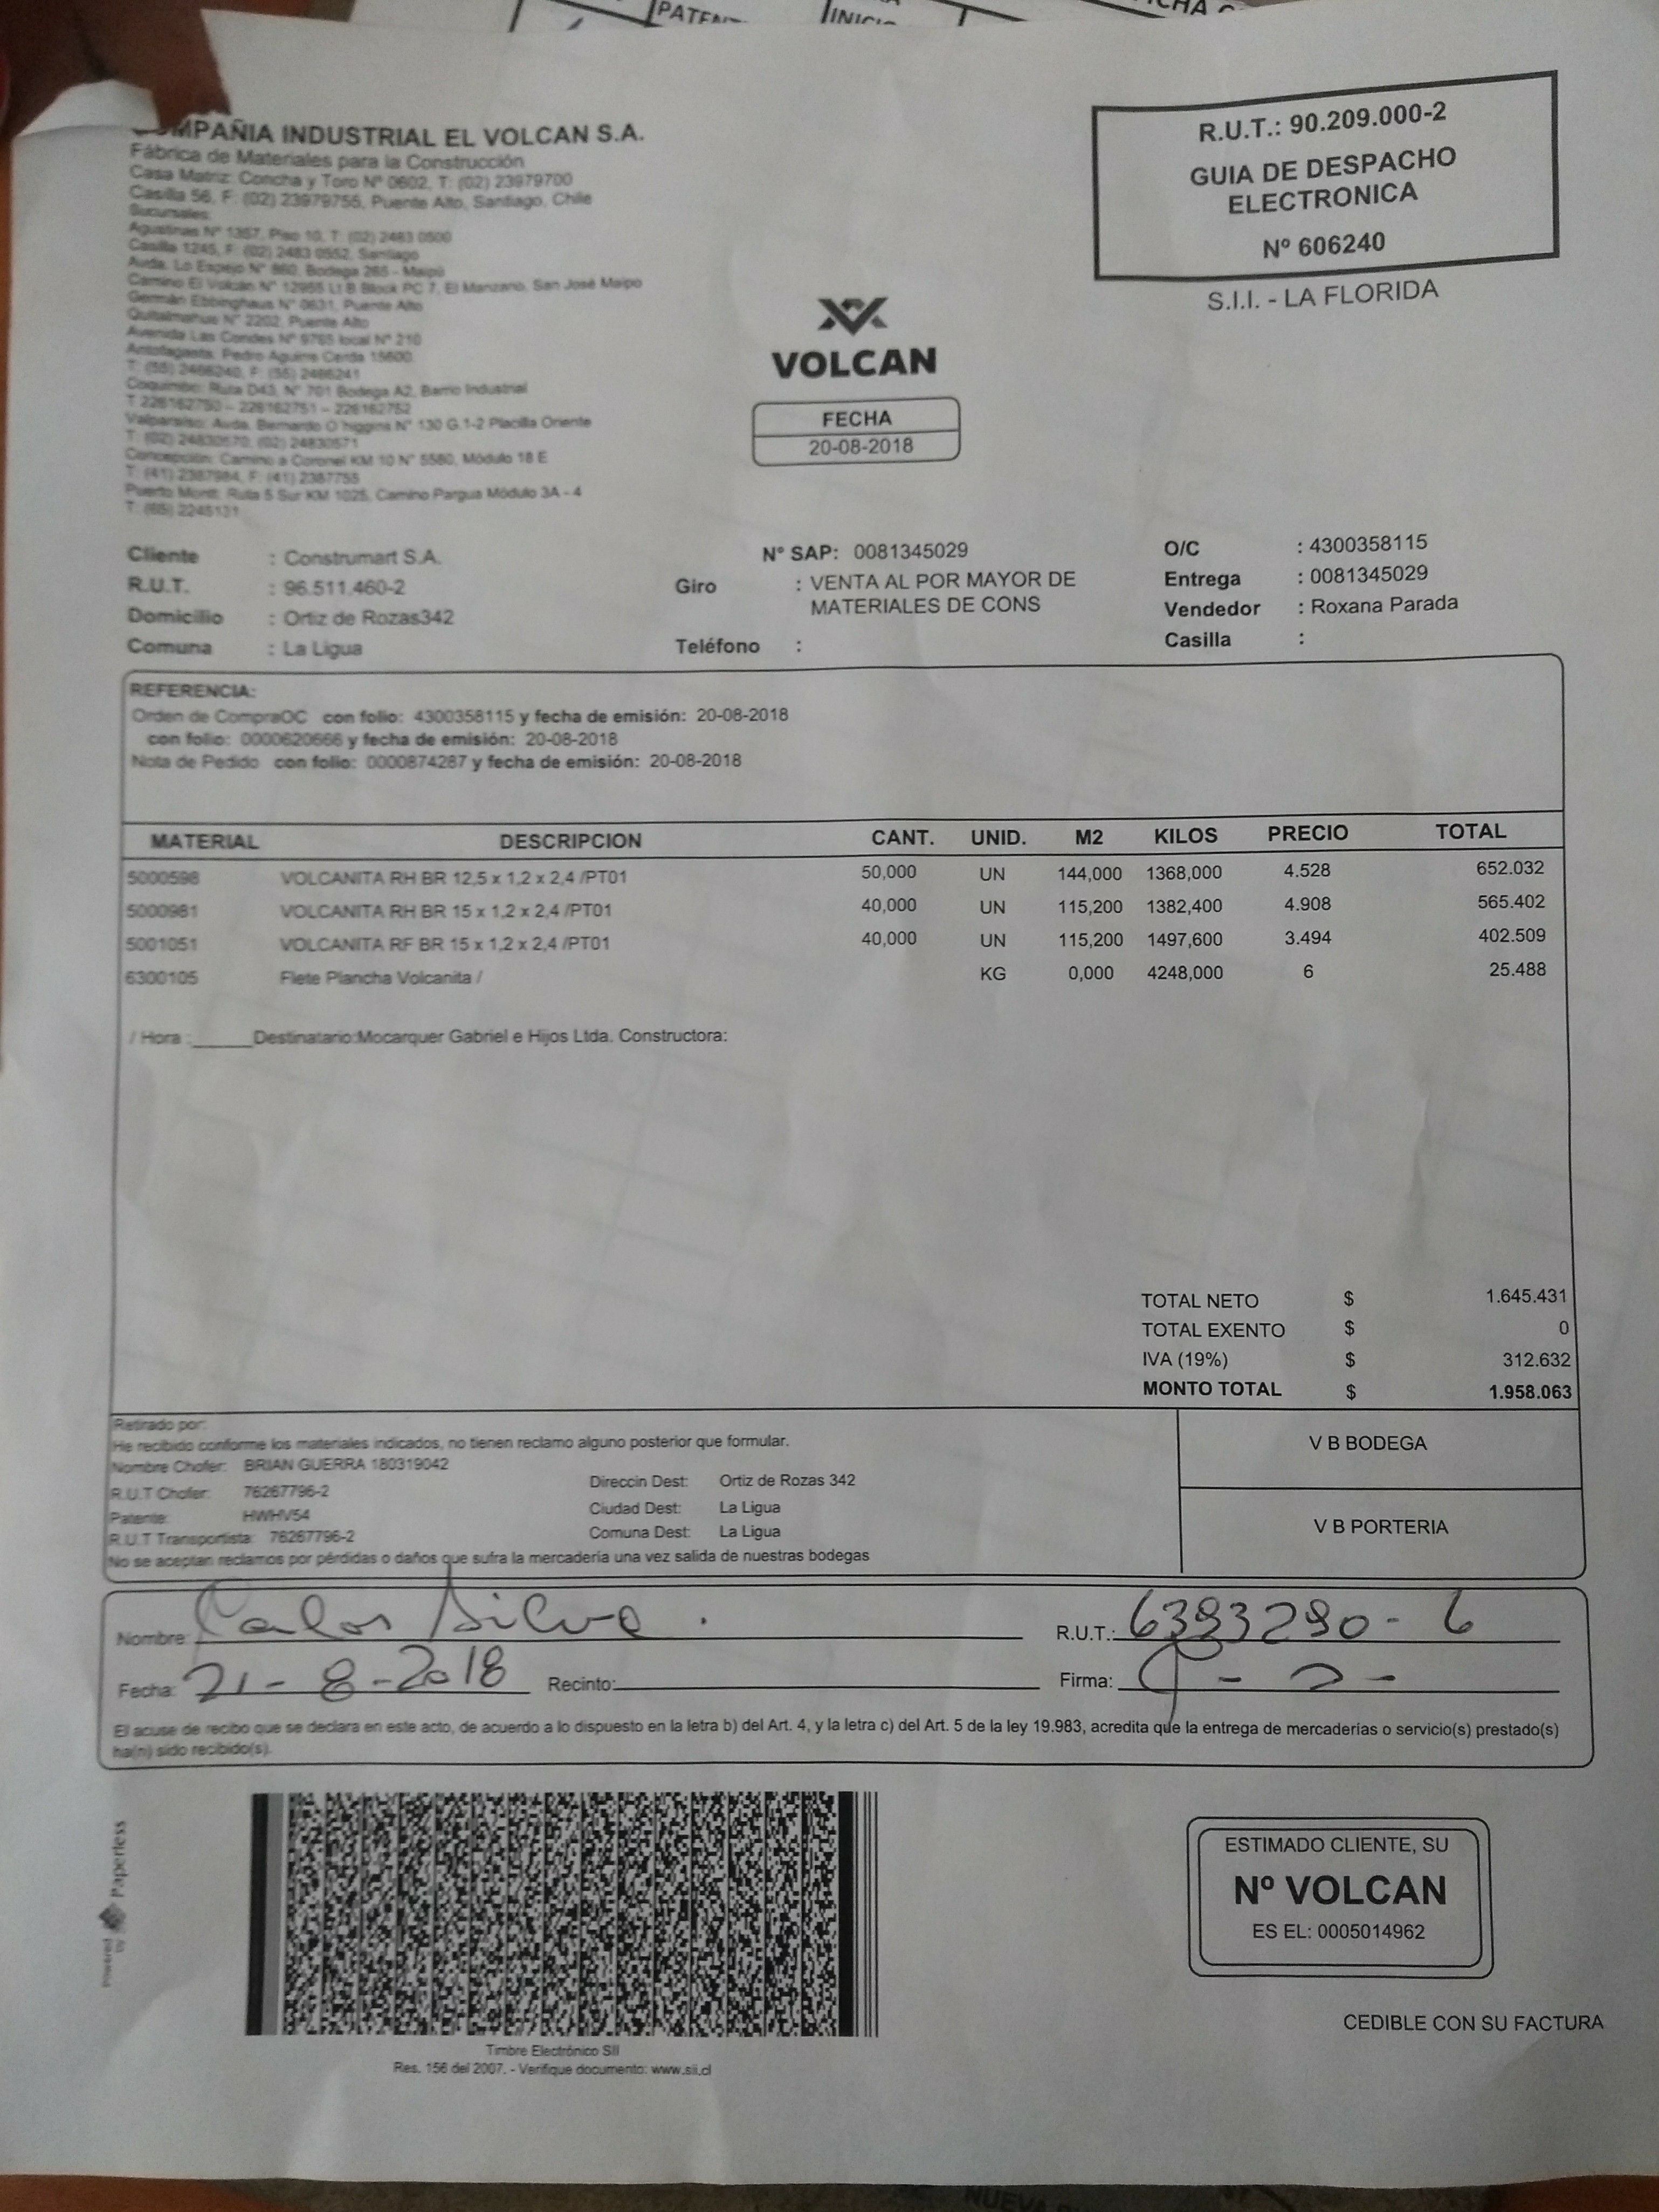 PATEN
INICI
CHA
MPAÑIA INDUSTRIAL EL VOLCAN S.A.
Fábrica de Materiales para la Construcción
Casa Matriz: Concha y Toro Nº 0602, T: (02) 23979700
Casilla 56, F: (02) 23979755, Puente Alto, Santiago, Chile
Sucursales:
Agustinas Nº 1357, Piso 10, T: (02) 2483 0500
Casilla 1245, F: (02) 2483 0552, Santiago
Avda. Lo Espejo Nº 860, Bodega 265 - Maipú
Camino El Volcán Nº 12955 Lt B Block PC 7, El Manzano, San José Maipo
Germán Ebbinghaus Nº 0631, Puente Alto
Quitalmahue Nº 2202, Puente Alto
Avenida Las Condes Nº 9765 local Nº 210
Antofagasta: Pedro Aguirre Cerda 15600
T: (55) 2466240, F: (55) 2466241
Coquimbo: Ruta D43, Nº 701 Bodega A2, Barrio Industrial
T 226162750 - 226162751 - 226162752
Valparaíso: Avda. Bernardo O´higgins Nº 130 G.1-2 Placilla Oriente
T: (02) 24830570; (02) 24830571
Concepción: Camino a Coronel KM 10 Nº 5580, Módulo 18 E
T: (41) 2387984, F: (41) 2387755
Puerto Montt: Ruta 5 Sur KM 1025, Camino Pargua Módulo 3A - 4
T: (65) 2245131
R.U.T.: 90.209.000-2
GUIA DE DESPACHO
ELECTRONICA
Nº 606240
S.I.I. - LA FLORIDA
VOLCAN
FECHA
20-08-2018
Cliente : Construmart S.A. Nº SAP: 0081345029 O/C : 4300358115
R.U.T. : 96.511.460-2 Giro : VENTA AL POR MAYOR DE Entrega : 0081345029
MATERIALES DE CONS
Domicilio : Ortiz de Rozas342 Vendedor : Roxana Parada
Comuna : La Ligua Teléfono : Casilla :
REFERENCIA:
Orden de CompraOC con folio: 4300358115 y fecha de emisión: 20-08-2018
con folio: 0000620666 y fecha de emisión: 20-08-2018
Nota de Pedido con folio: 0000874287 y fecha de emisión: 20-08-2018
MATERIAL DESCRIPCION CANT. UNID. M2 KILOS PRECIO TOTAL
5000598 VOLCANITA RH BR 12,5 x 1,2 x 2,4 /PT01 50,000 UN 144,000 1368,000 4.528 652.032
5000981 VOLCANITA RH BR 15 x 1,2 x 2,4 /PT01 40,000 UN 115,200 1382,400 4.908 565.402
5001051 VOLCANITA RF BR 15 x 1,2 x 2,4 /PT01 40,000 UN 115,200 1497,600 3.494 402.509
6300105 Flete Plancha Volcanita / KG 0,000 4248,000 6 25.488
/ Hora :______Destinatario:Mocarquer Gabriel e Hijos Ltda. Constructora:
TOTAL NETO $ 1.645.431
TOTAL EXENTO $ 0
IVA (19%) $ 312.632
MONTO TOTAL $ 1.958.063
Retirado por:
He recibido conforme los materiales indicados, no tienen reclamo alguno posterior que formular.
Nombre Chofer: BRIAN GUERRA 180319042
R.U.T Chofer: 76267796-2 Direccin Dest: Ortiz de Rozas 342
Patente: HWHV54 Ciudad Dest: La Ligua
R.U.T Transportista: 76267796-2 Comuna Dest: La Ligua
No se aceptan reclamos por pérdidas o daños que sufra la mercadería una vez salida de nuestras bodegas
V B BODEGA
V B PORTERIA
Nombre: Carlos Silva. R.U.T.: 6393290-6
Fecha: 21-8-2018 Recinto: Firma:
El acuse de recibo que se declara en este acto, de acuerdo a lo dispuesto en la letra b) del Art. 4, y la letra c) del Art. 5 de la ley 19.983, acredita que la entrega de mercaderías o servicio(s) prestado(s)
ha(n) sido recibido(s).
Powered by Paperless
Timbre Electrónico SII
Res. 156 del 2007. - Verifique documento: www.sii.cl
ESTIMADO CLIENTE, SU
Nº VOLCAN
ES EL: 0005014962
CEDIBLE CON SU FACTURA
NUEVA